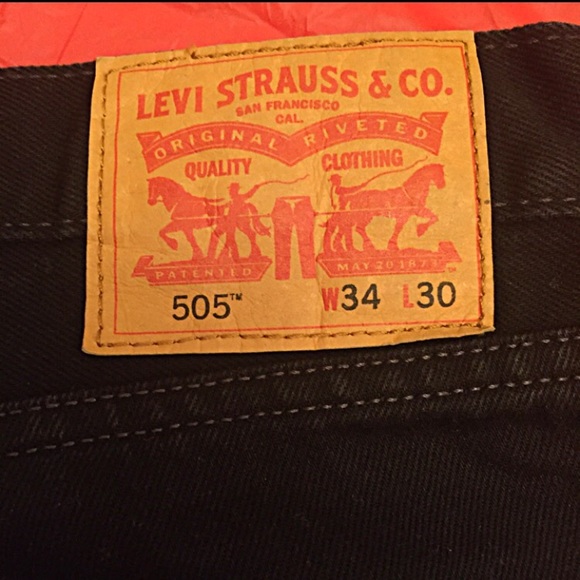 LEVI STRAUSS & CO.
SAN FRANCISCO
CAL.
ORIGINAL RIVETED
QUALITY CLOTHING
PATENTED MAY 20 1873
505™ W34 L30